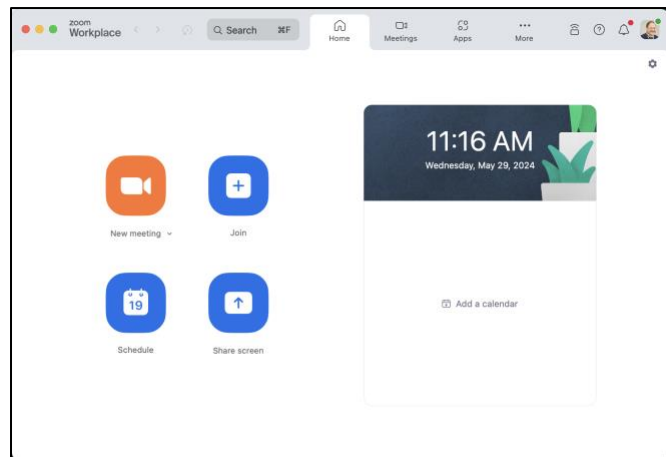 zoom
Workplace
Search ⌘F
Home
Meetings
Apps
More
11:16 AM
Wednesday, May 29, 2024
New meeting
Join
19
Schedule
Share screen
Add a calendar